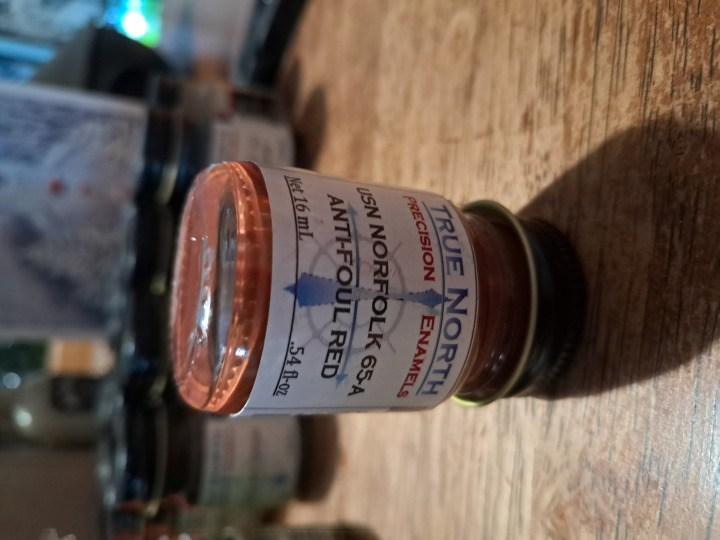 TRUE NORTH
PRECISION ENAMELS
USN NORFOLK 65-A
ANTI-FOUL RED
Net 16 mL .54 fl-oz